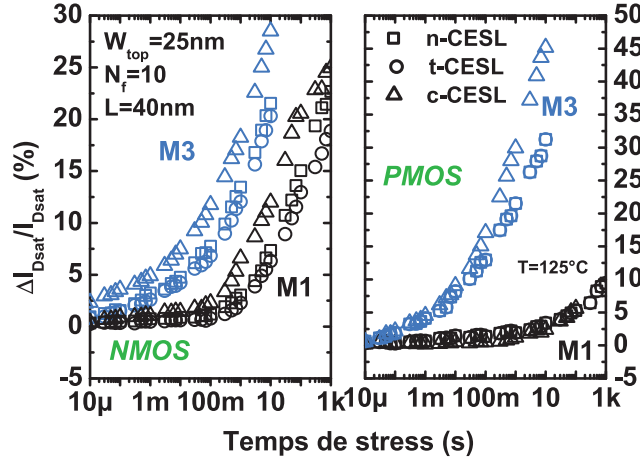 ΔI_Dsat/I_Dsat (%)
30
25
20
15
10
5
0
-5
W_top=25nm
N_f=10
L=40nm
M3
M1
NMOS
10µ 1m 100m 10 1k
n-CESL
t-CESL
c-CESL
M3
PMOS
T=125°C
M1
50
45
40
35
30
25
20
15
10
5
0
-5
10µ 1m 100m 10 1k
Temps de stress (s)